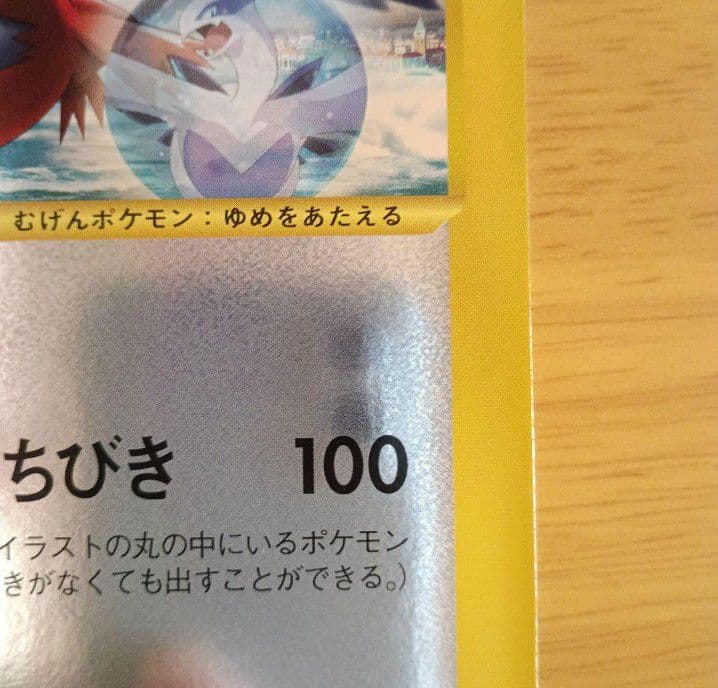 むげんポケモン：ゆめをあたえる
ちびき 100
イラストの丸の中にいるポケモン
きがなくても出すことができる。）